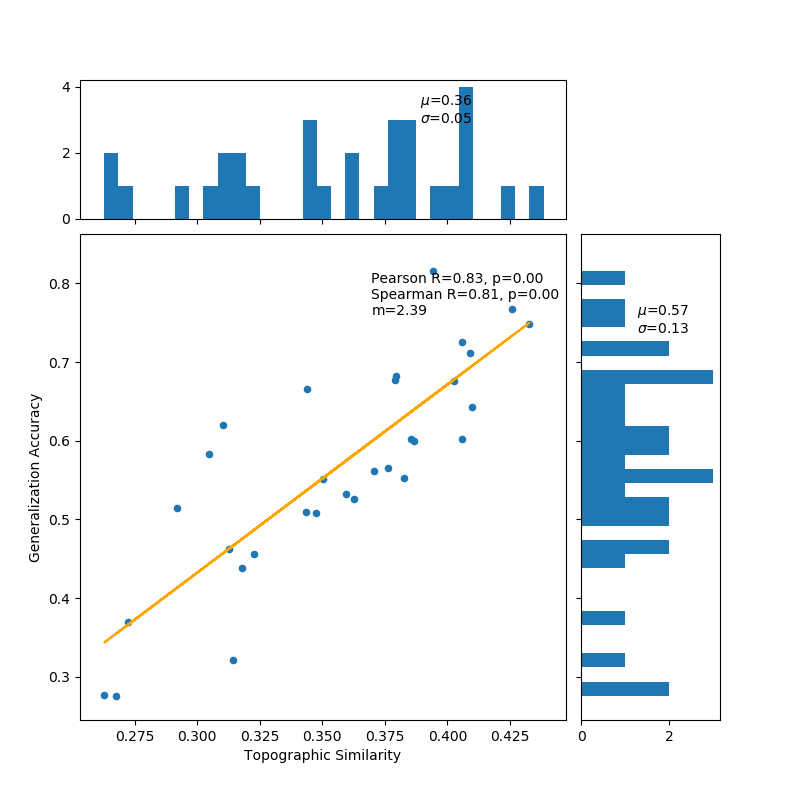 4
2
0
μ=0.36
σ=0.05
Pearson R=0.83, p=0.00
Spearman R=0.81, p=0.00
m=2.39
0.8
0.7
0.6
0.5
0.4
0.3
Generalization Accuracy
0.275 0.300 0.325 0.350 0.375 0.400 0.425
Topographic Similarity
μ=0.57
σ=0.13
0 2